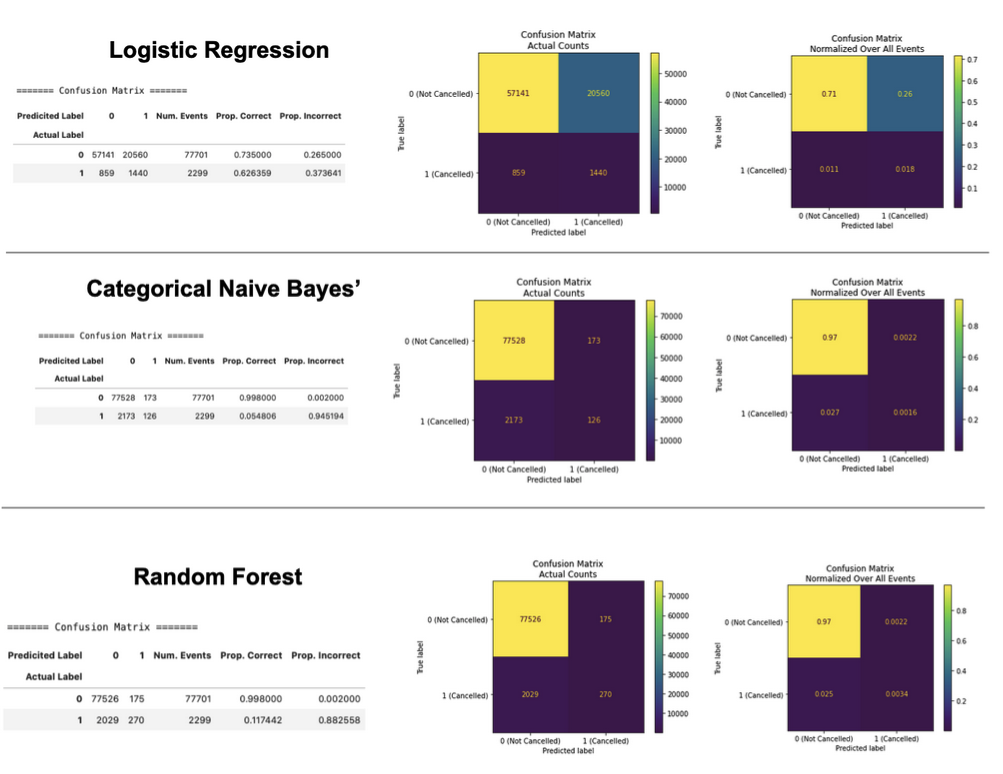 Logistic Regression
======= Confusion Matrix =======
Predicited Label 0 1 Num. Events Prop. Correct Prop. Incorrect
Actual Label
0 57141 20560 77701 0.735000 0.265000
1 859 1440 2299 0.626359 0.373641
Confusion Matrix
Actual Counts
True label
0 (Not Cancelled)
1 (Cancelled)
57141 20560
859 1440
0 (Not Cancelled) 1 (Cancelled)
Predicted label
50000
40000
30000
20000
10000
Confusion Matrix
Normalized Over All Events
True label
0 (Not Cancelled)
1 (Cancelled)
0.71 0.26
0.011 0.018
0 (Not Cancelled) 1 (Cancelled)
Predicted label
0.7
0.6
0.5
0.4
0.3
0.2
0.1
Categorical Naive Bayes’
======= Confusion Matrix =======
Predicited Label 0 1 Num. Events Prop. Correct Prop. Incorrect
Actual Label
0 77528 173 77701 0.998000 0.002000
1 2173 126 2299 0.054806 0.945194
Confusion Matrix
Actual Counts
True label
0 (Not Cancelled)
1 (Cancelled)
77528 173
2173 126
0 (Not Cancelled) 1 (Cancelled)
Predicted label
70000
60000
50000
40000
30000
20000
10000
Confusion Matrix
Normalized Over All Events
True label
0 (Not Cancelled)
1 (Cancelled)
0.97 0.0022
0.027 0.0016
0 (Not Cancelled) 1 (Cancelled)
Predicted label
0.8
0.6
0.4
0.2
Random Forest
======= Confusion Matrix =======
Predicited Label 0 1 Num. Events Prop. Correct Prop. Incorrect
Actual Label
0 77526 175 77701 0.998000 0.002000
1 2029 270 2299 0.117442 0.882558
Confusion Matrix
Actual Counts
True label
0 (Not Cancelled)
1 (Cancelled)
77526 175
2029 270
0 (Not Cancelled) 1 (Cancelled)
Predicted label
70000
60000
50000
40000
30000
20000
10000
Confusion Matrix
Normalized Over All Events
True label
0 (Not Cancelled)
1 (Cancelled)
0.97 0.0022
0.025 0.0034
0 (Not Cancelled) 1 (Cancelled)
Predicted label
0.8
0.6
0.4
0.2